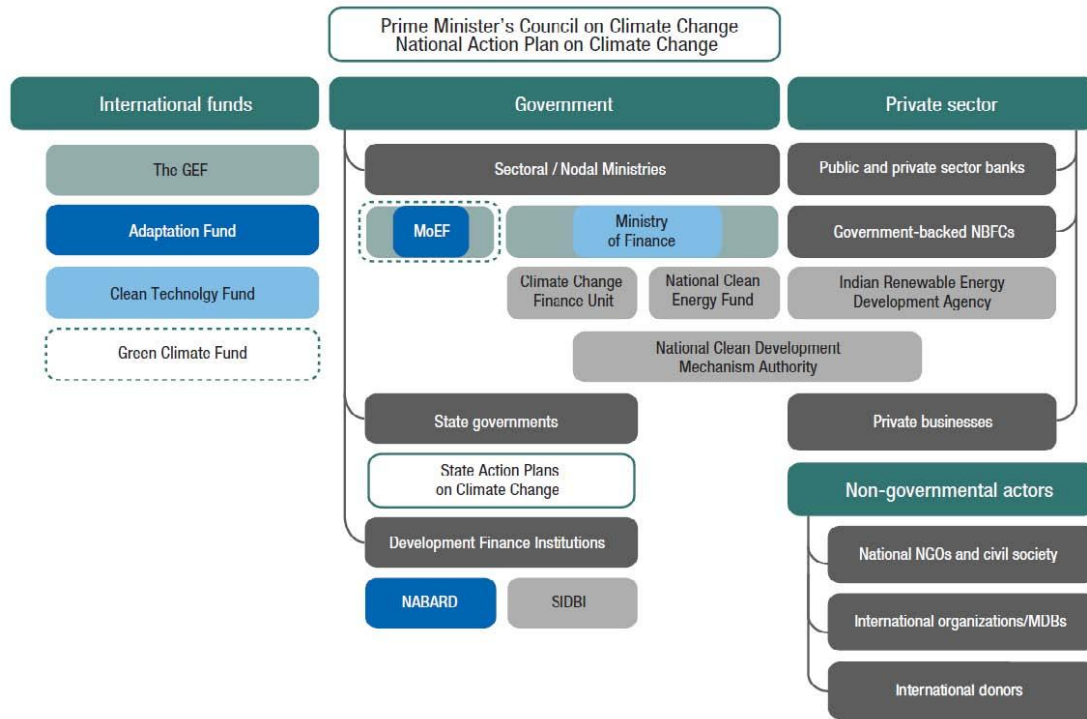 Prime Minister's Council on Climate Change
National Action Plan on Climate Change
International funds
The GEF
Adaptation Fund
Clean Technolgy Fund
Green Climate Fund
Government
Sectoral / Nodal Ministries
MoEF
Ministry
of Finance
Climate Change
Finance Unit
National Clean
Energy Fund
National Clean Development
Mechanism Authority
State governments
State Action Plans
on Climate Change
Development Finance Institutions
NABARD
SIDBI
Private sector
Public and private sector banks
Government-backed NBFCs
Indian Renewable Energy
Development Agency
Private businesses
Non-governmental actors
National NGOs and civil society
International organizations/MDBs
International donors